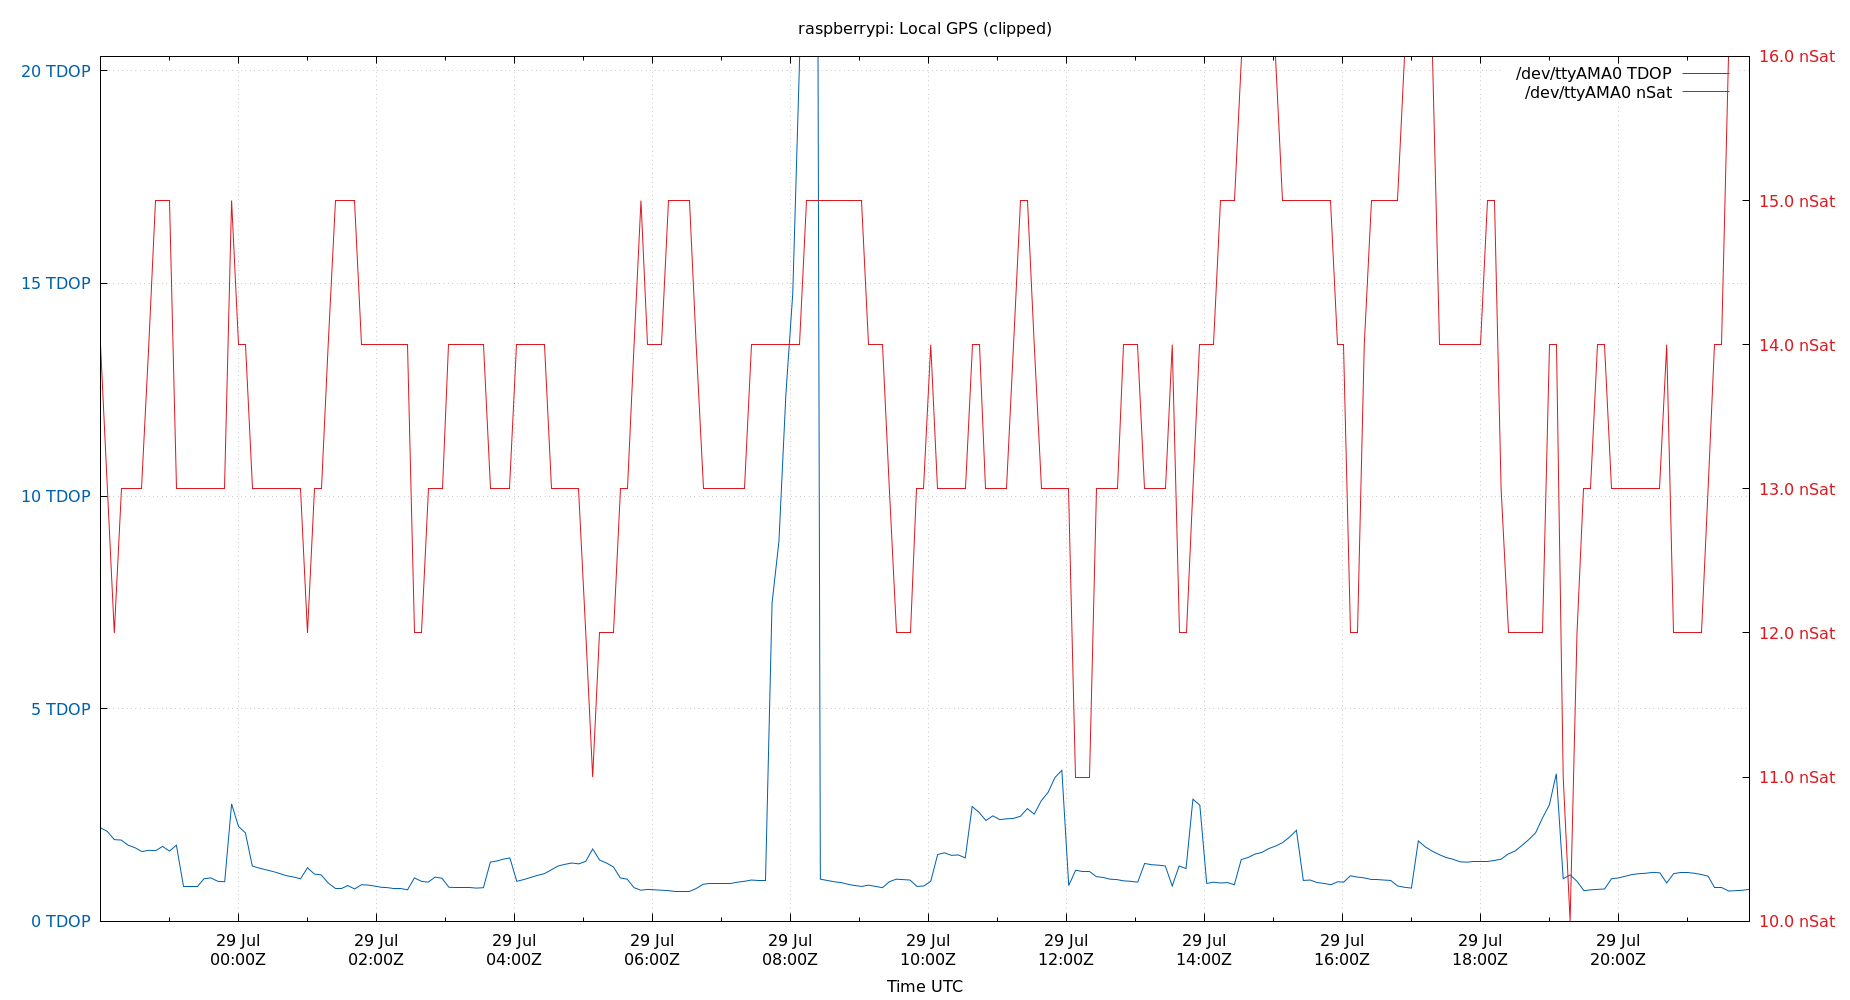 raspberrypi: Local GPS (clipped)
20 TDOP
15 TDOP
10 TDOP
5 TDOP
0 TDOP
16.0 nSat
15.0 nSat
14.0 nSat
13.0 nSat
12.0 nSat
11.0 nSat
10.0 nSat
/dev/ttyAMA0 TDOP
/dev/ttyAMA0 nSat
29 Jul 29 Jul 29 Jul 29 Jul 29 Jul 29 Jul 29 Jul 29 Jul 29 Jul 29 Jul 29 Jul
00:00Z 02:00Z 04:00Z 06:00Z 08:00Z 10:00Z 12:00Z 14:00Z 16:00Z 18:00Z 20:00Z
Time UTC